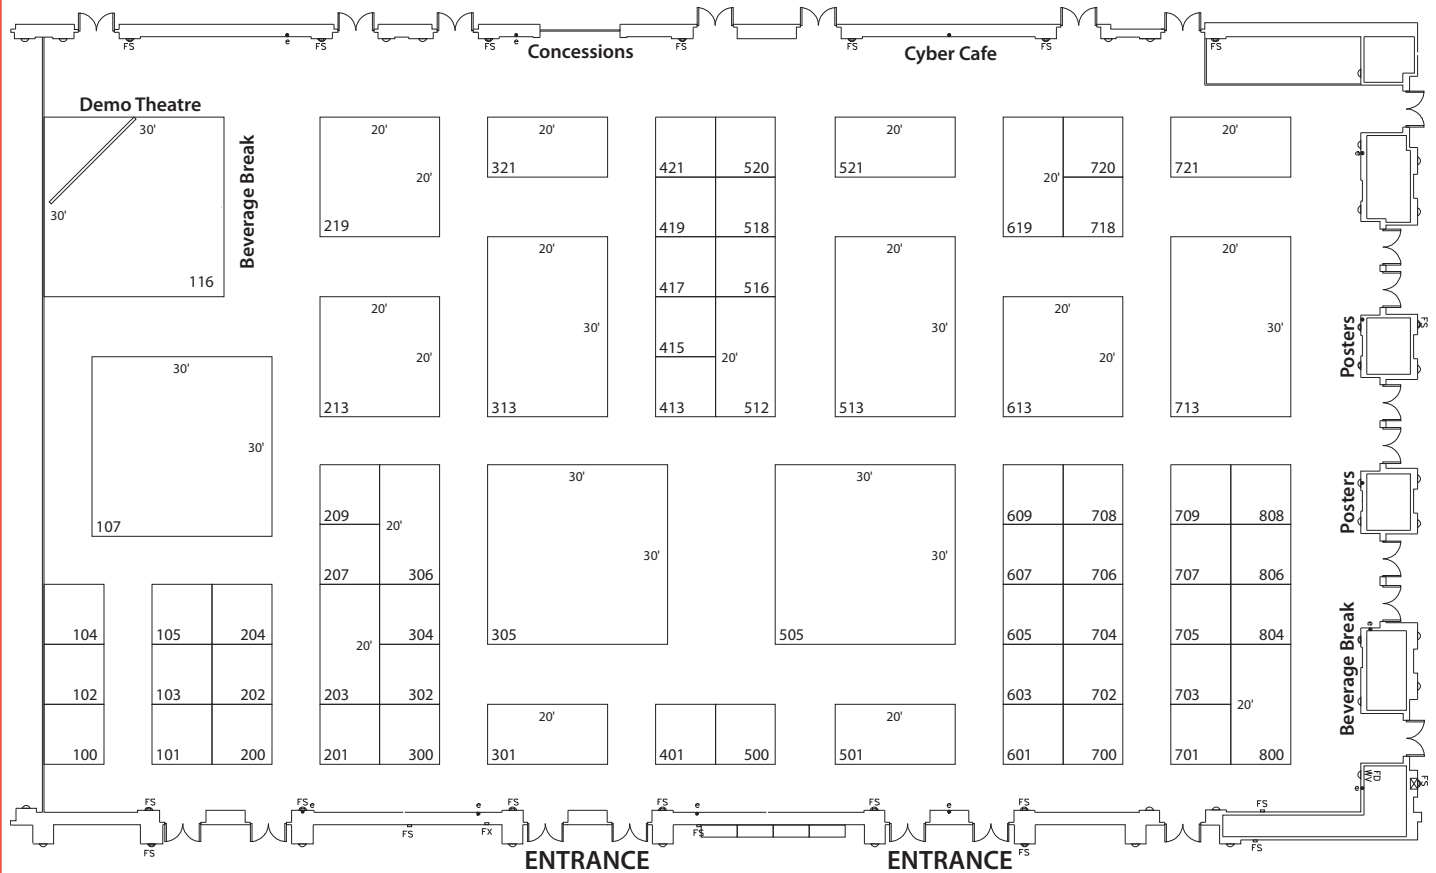 FS
e
FS
FS
e
FS
FS
FS
FS
Concessions
Cyber Cafe
Demo Theatre
30'
30'
116
Beverage Break
20'
20'
219
20'
321
421
520
20'
521
20'
619
720
718
20'
721
e
419
518
417
516
20'
20'
213
20'
30'
313
415
20'
413
512
20'
30'
513
20'
20'
613
20'
30'
713
Posters
FS
30'
30'
107
209
20'
207
306
30'
30'
305
30'
30'
505
609
708
607
706
709
808
707
806
Posters
104
105
204
20'
304
605
704
705
804
102
103
202
203
302
603
702
703
20'
Beverage Break
e
100
101
200
201
300
20'
301
401
500
20'
501
601
700
701
800
FD
WV
e
FS
FS
FS
e
e
FS
FS
e
FS
e
FS
FS
FS
FS
FX
FS
FS
FS
ENTRANCE
ENTRANCE